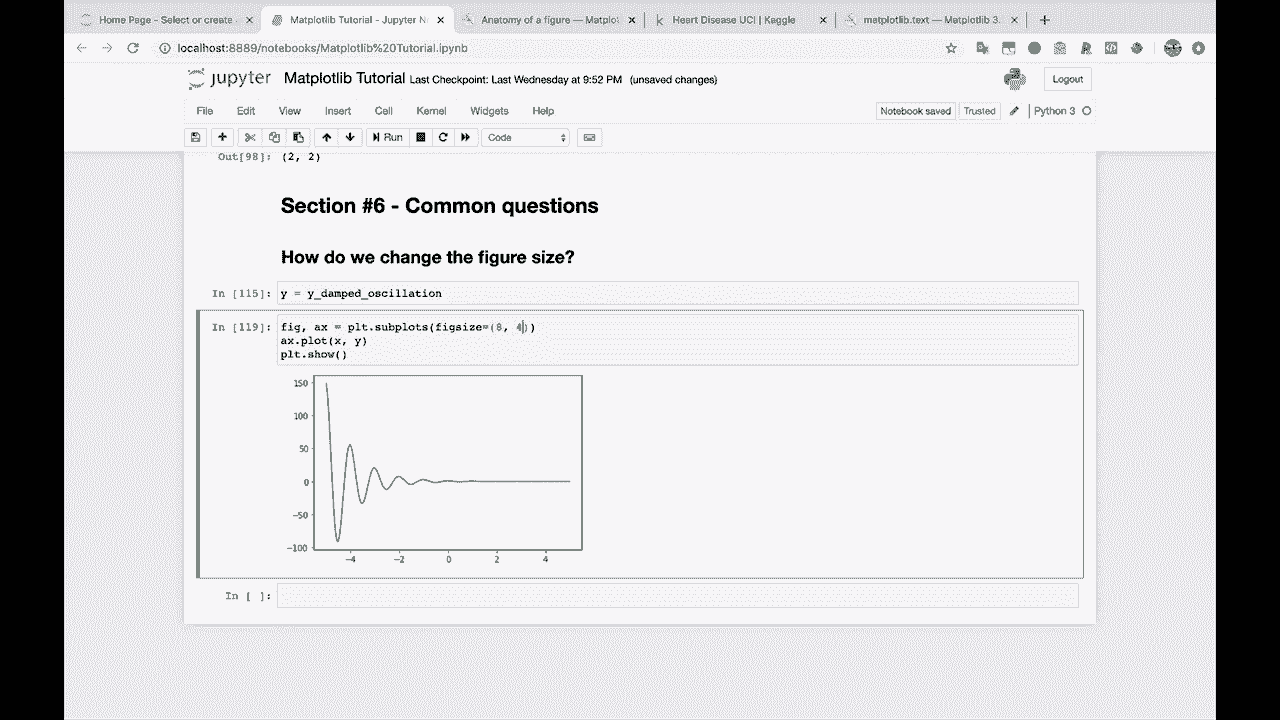 Home Page - Select or create
Matplotlib Tutorial - Jupyter N
Anatomy of a figure — Matplot
Heart Disease UCI | Kaggle
matplotlib.text — Matplotlib 3.
localhost:8889/notebooks/Matplotlib%20Tutorial.ipynb
jupyter Matplotlib Tutorial Last Checkpoint: Last Wednesday at 9:52 PM (unsaved changes)
Logout
File Edit View Insert Cell Kernel Widgets Help
Notebook saved Trusted Python 3
Run Code
Out[98]: (2, 2)
Section #6 - Common questions
How do we change the figure size?
In [115]: y = y_damped_oscillation
In [119]: fig, ax = plt.subplots(figsize=(8, 4))
ax.plot(x, y)
plt.show()
150
100
50
0
−50
−100
−4 −2 0 2 4
In [ ]: